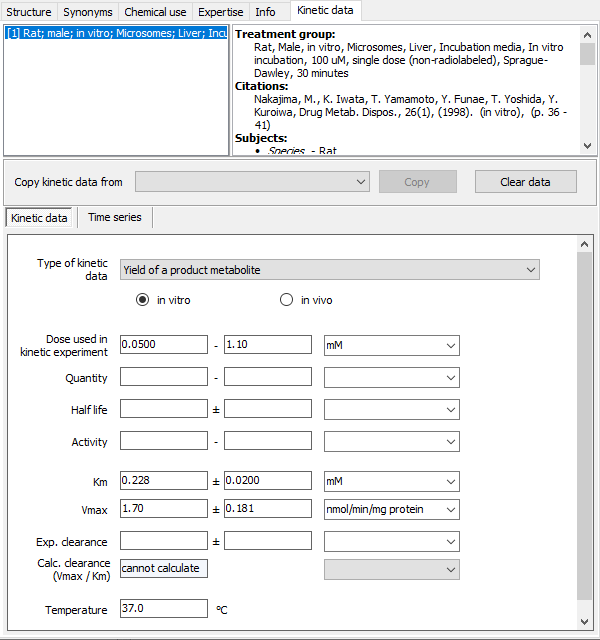 Structure Synonyms Chemical use Expertise Info Kinetic data
[1] Rat; male; in vitro; Microsomes; Liver; Incu
Treatment group:
Rat, Male, in vitro, Microsomes, Liver, Incubation media, In vitro
incubation, 100 uM, single dose (non-radiolabeled), Sprague-
Dawley, 30 minutes
Citations:
Nakajima, M., K. Iwata, T. Yamamoto, Y. Funae, T. Yoshida, Y.
Kuroiwa, Drug Metab. Dispos., 26(1), (1998). (in vitro), (p. 36 -
41)
Subjects:
• Species - Rat
Copy kinetic data from Copy Clear data
Kinetic data Time series
Type of kinetic
data
Yield of a product metabolite
in vitro in vivo
Dose used in
kinetic experiment
0.0500 - 1.10 mM
Quantity -
Half life ±
Activity -
Km 0.228 ± 0.0200 mM
Vmax 1.70 ± 0.181 nmol/min/mg protein
Exp. clearance ±
Calc. clearance
(Vmax / Km)
cannot calculate
Temperature 37.0 °C